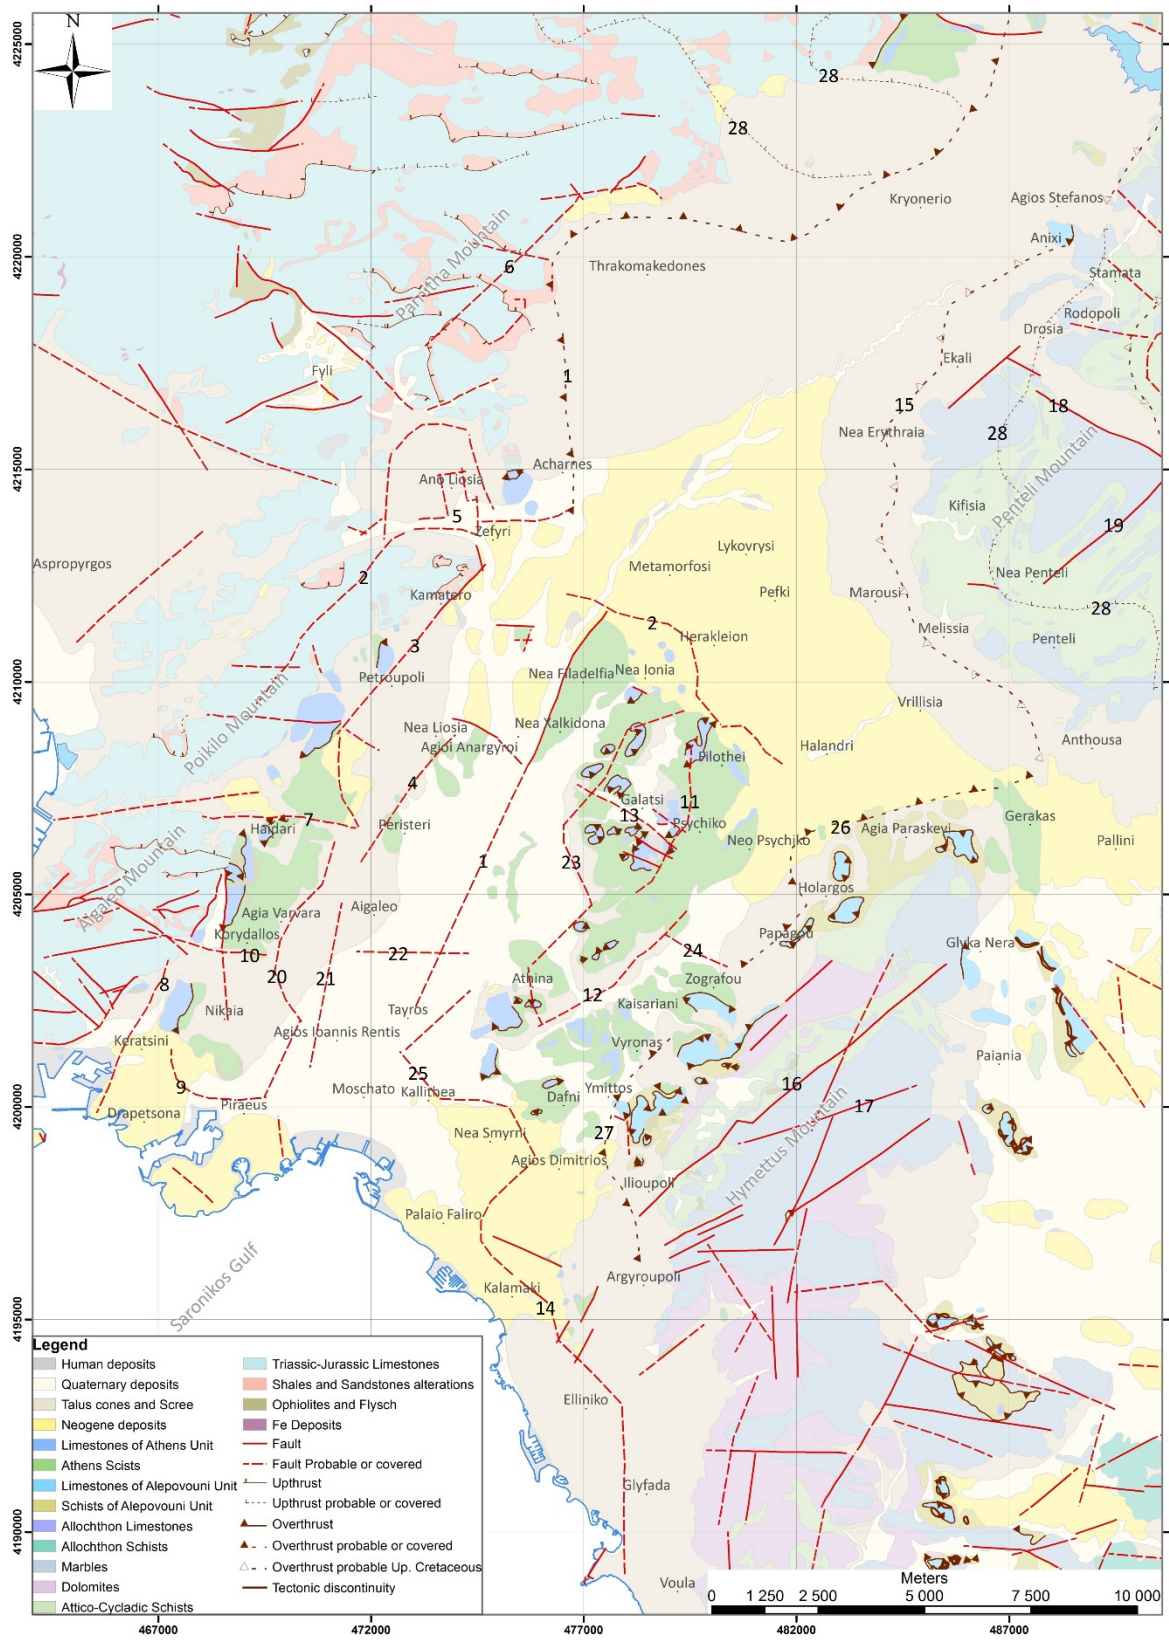 N
4225000
4220000
4215000
4210000
4205000
4200000
4195000
4190000
28
28
Kryonerio
Agios Stefanos
Anixi
Parnitha Mountain
6
Thrakomakedones
Stamata
Rodopoli
Drosia
Ekali
Fyli
1
15
18
Nea Erythraia
28
Penteli Mountain
Acharnes
Ano Liosia
Kifisia
5
Zefyri
19
Lykovrysi
Aspropyrgos
Metamorfosi
2
Nea Penteli
Kamatero
Pefki
Marousi
28
2
Melissia
3
Herakleion
Penteli
Petroupoli
Nea Filadelfia
Nea Ionia
Poikilo Mountain
Vrillisia
Nea Liosia
Nea Xalkidona
Agioi Anargyroi
Halandri
Anthousa
Filothei
4
Galatsi
11
7
13
Haidari
Peristeri
Psychiko
26
Agia Paraskevi
Gerakas
Neo Psychiko
Pallini
Aigaleo Mountain
1
23
Holargos
Agia Varvara
Aigaleo
Korydallos
Papagou
Glyka Nera
10
22
24
8
20
21
Athina
Zografou
12
Kaisariani
Nikaia
Tayros
Keratsini
Agios Ioannis Rentis
Vyronas
Paiania
25
16
9
Moschato
Kallithea
Ymittos
Drapetsona
Piraeus
Dafni
17
Nea Smyrni
27
Agios Dimitrios
Hymettus Mountain
Ilioupoli
Palaio Faliro
Saronikos Gulf
Argyroupoli
Kalamaki
14
Elliniko
Glyfada
Voula
Legend
Human deposits
Quaternary deposits
Talus cones and Scree
Neogene deposits
Limestones of Athens Unit
Athens Scists
Limestones of Alepovouni Unit
Schists of Alepovouni Unit
Allochthon Limestones
Allochthon Schists
Marbles
Dolomites
Attico-Cycladic Schists
Triassic-Jurassic Limestones
Shales and Sandstones alterations
Ophiolites and Flysch
Fe Deposits
Fault
Fault Probable or covered
Upthrust
Upthrust probable or covered
Overthrust
Overthrust probable or covered
Overthrust probable Up. Cretaceous
Tectonic discontinuity
Meters
0 1 250 2 500 5 000 7 500 10 000
467000 472000 477000 482000 487000